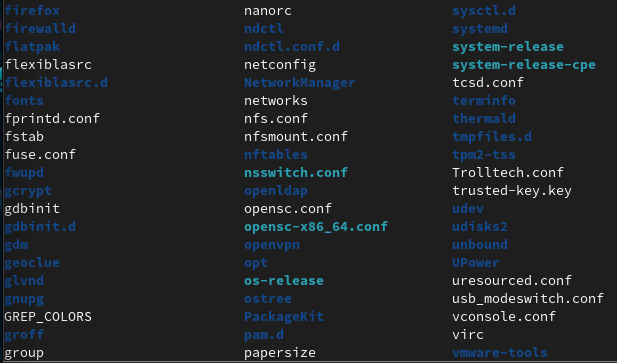 firefox nanorc sysctl.d
firewalld ndctl systemd
flatpak ndctl.conf.d system-release
flexiblasrc netconfig system-release-cpe
flexiblasrc.d NetworkManager tcsd.conf
fonts networks terminfo
fprintd.conf nfs.conf thermald
fstab nfsmount.conf tmpfiles.d
fuse.conf nftables tpm2-tss
fwupd nsswitch.conf Trolltech.conf
gcrypt openldap trusted-key.key
gdbinit opensc.conf udev
gdbinit.d opensc-x86_64.conf udisks2
gdm openvpn unbound
geoclue opt UPower
glvnd os-release uresourced.conf
gnupg ostree usb_modeswitch.conf
GREP_COLORS PackageKit vconsole.conf
groff pam.d virc
group papersize vmware-tools